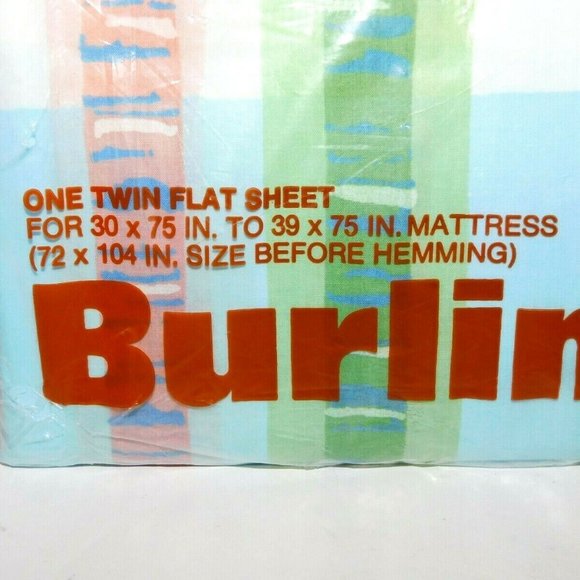 ONE TWIN FLAT SHEET
FOR 30 x 75 IN. TO 39 x 75 IN. MATTRESS
(72 x 104 IN. SIZE BEFORE HEMMING)
Burlin